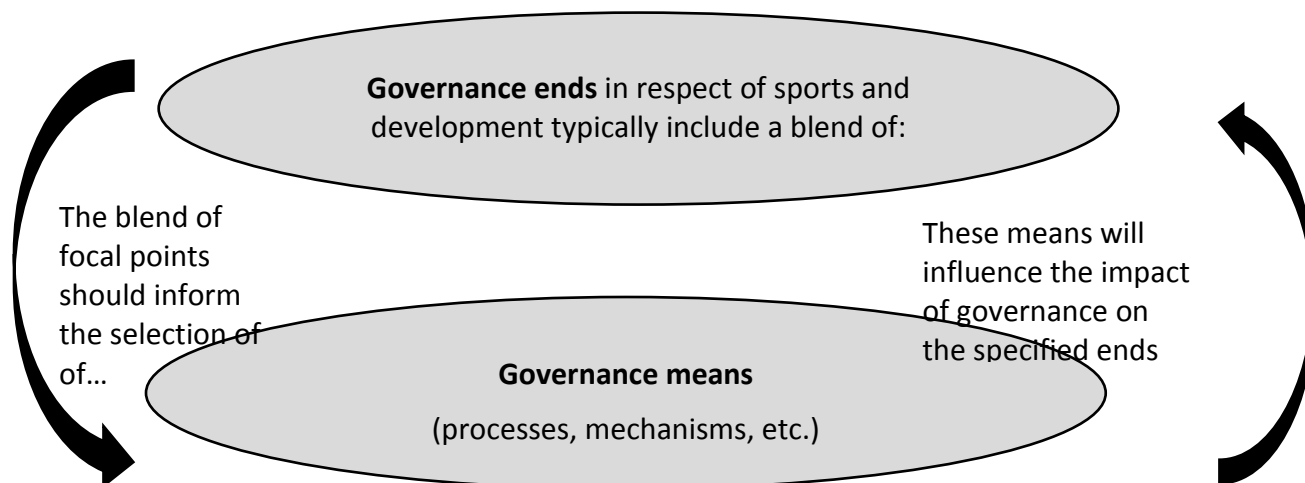 Governance ends in respect of sports and
development typically include a blend of:
The blend of
focal points
should inform
the selection of
of…
These means will
influence the impact
of governance on
the specified ends
Governance means
(processes, mechanisms, etc.)